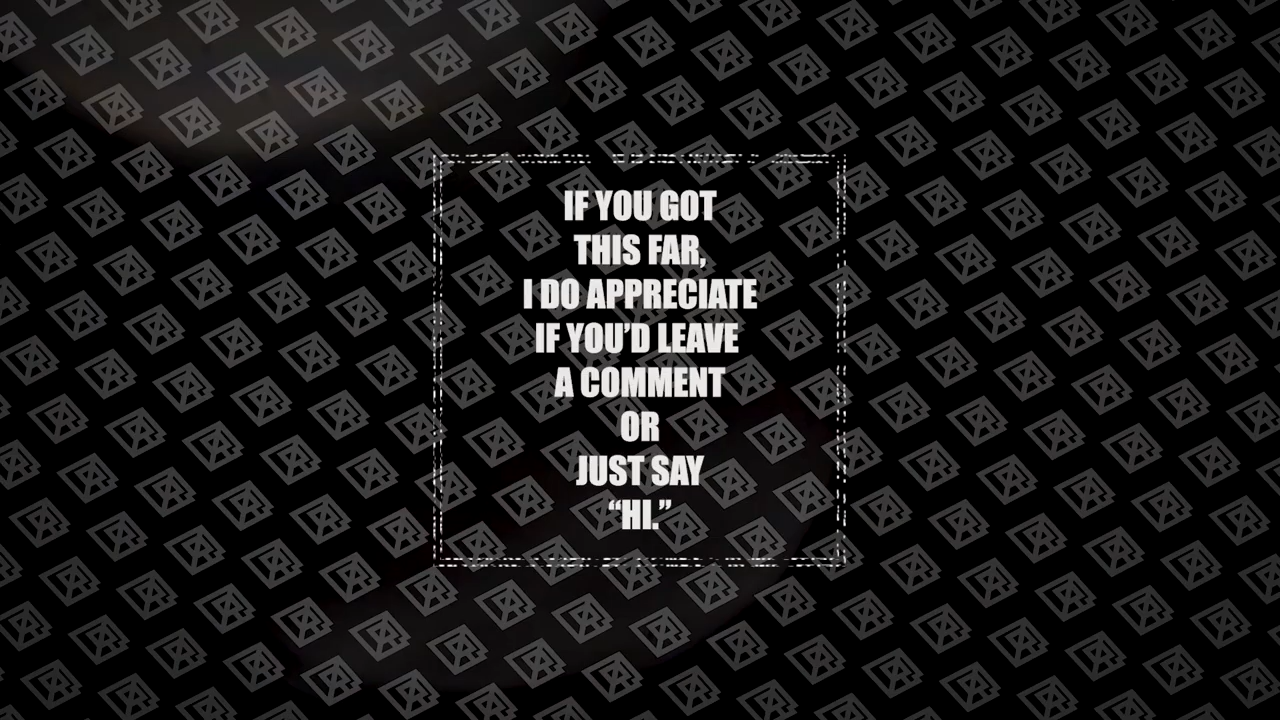 IF YOU GOT
THIS FAR,
I DO APPRECIATE
IF YOU’D LEAVE
A COMMENT
OR
JUST SAY
“HI.”